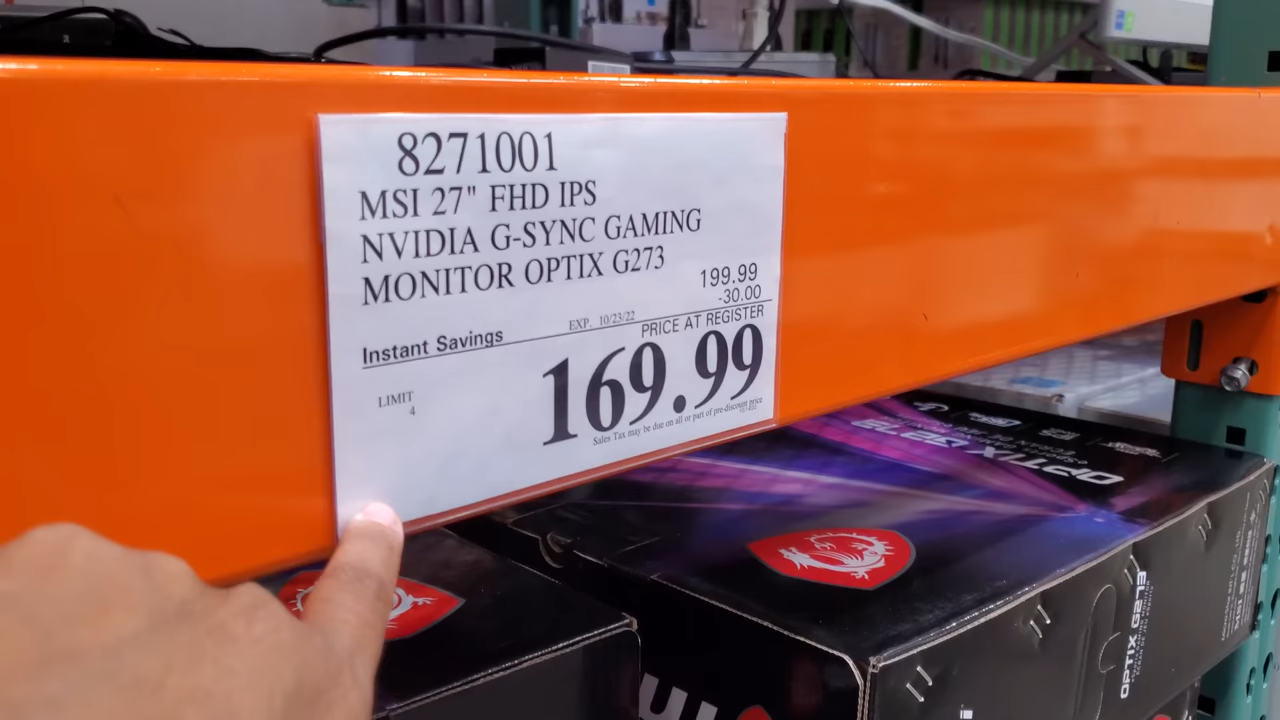 8271001
MSI 27" FHD IPS
NVIDIA G-SYNC GAMING
MONITOR OPTIX G273
199.99
-30.00
Instant Savings
EXP. 10/23/22
PRICE AT REGISTER
169.99
LIMIT
4
Sales Tax may be due on all or part of pre-discount price
OPTIX G273
OPTIX G273